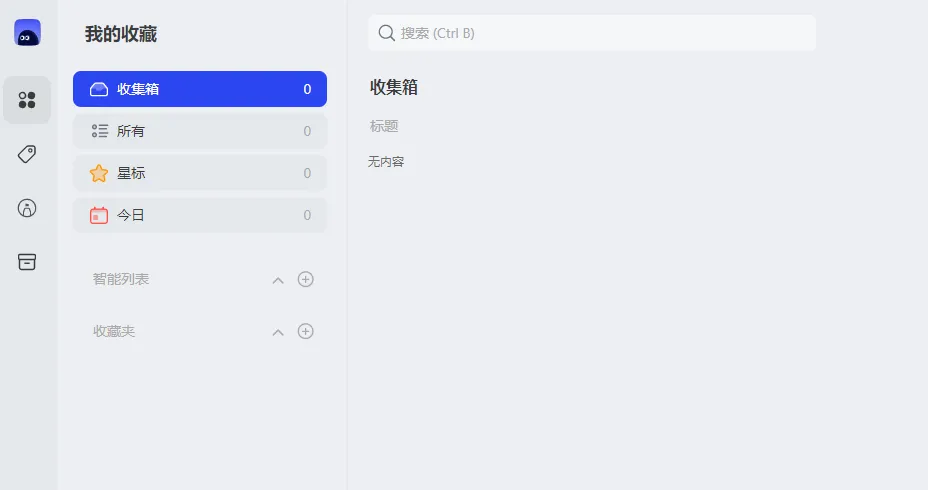 我的收藏
收集箱 0
所有 0
星标 0
今日 0
智能列表
收藏夹
搜索 (Ctrl B)
收集箱
标题
无内容